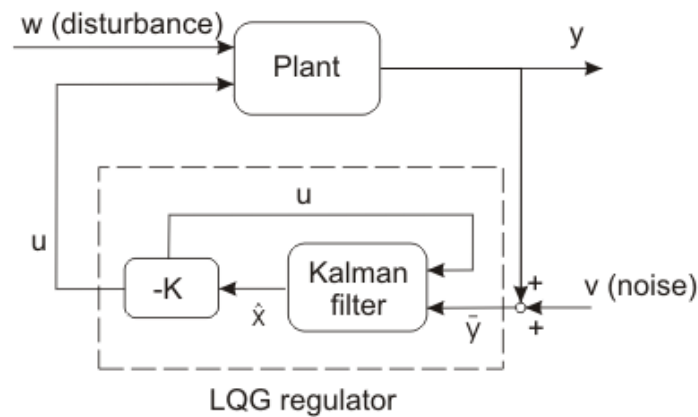 w (disturbance)
Plant
y
u
u
-K
x̂
Kalman
filter
ȳ
+
+
v (noise)
LQG regulator